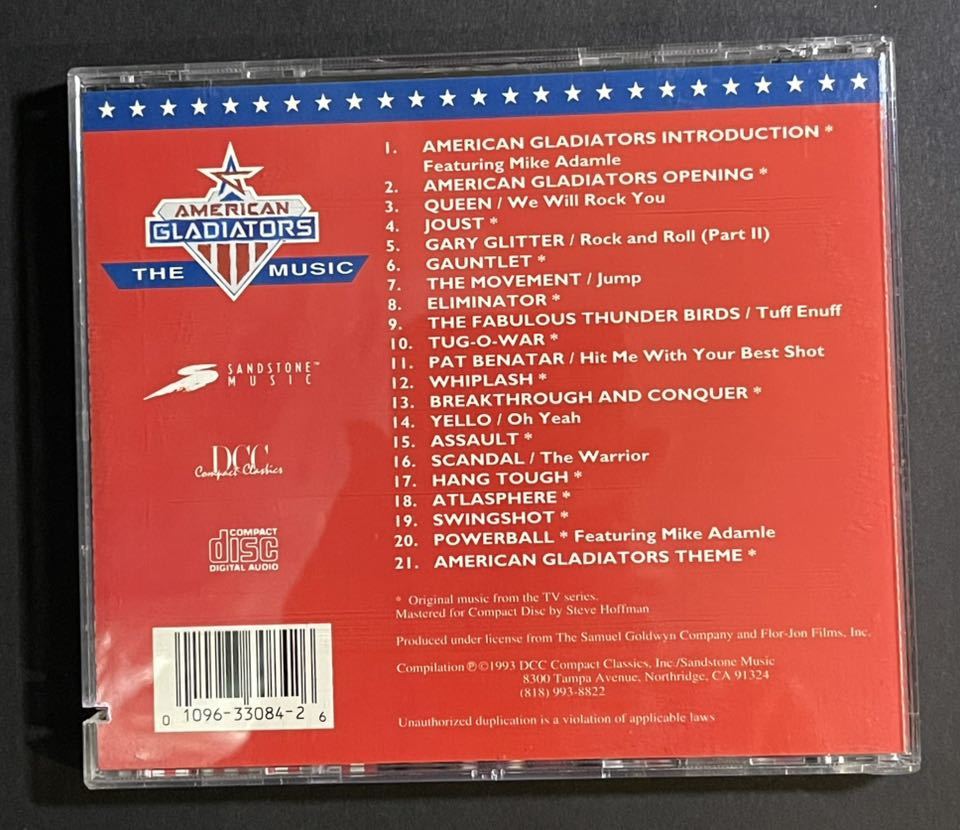 AMERICAN
GLADIATORS
THE MUSIC
SANDSTONE™
MUSIC
DCC
Compact Classics
COMPACT
disc
DIGITAL AUDIO
1. AMERICAN GLADIATORS INTRODUCTION *
Featuring Mike Adamle
2. AMERICAN GLADIATORS OPENING *
3. QUEEN / We Will Rock You
4. JOUST *
5. GARY GLITTER / Rock and Roll (Part II)
6. GAUNTLET *
7. THE MOVEMENT / Jump
8. ELIMINATOR *
9. THE FABULOUS THUNDER BIRDS / Tuff Enuff
10. TUG-O-WAR *
11. PAT BENATAR / Hit Me With Your Best Shot
12. WHIPLASH *
13. BREAKTHROUGH AND CONQUER *
14. YELLO / Oh Yeah
15. ASSAULT *
16. SCANDAL / The Warrior
17. HANG TOUGH *
18. ATLASPHERE *
19. SWINGSHOT *
20. POWERBALL * Featuring Mike Adamle
21. AMERICAN GLADIATORS THEME *
* Original music from the TV series.
Mastered for Compact Disc by Steve Hoffman
Produced under license from The Samuel Goldwyn Company and Flor-Jon Films, Inc.
Compilation ℗©1993 DCC Compact Classics, Inc./Sandstone Music
8300 Tampa Avenue, Northridge, CA 91324
(818) 993-8822
Unauthorized duplication is a violation of applicable laws
0 1096-33084-2 6